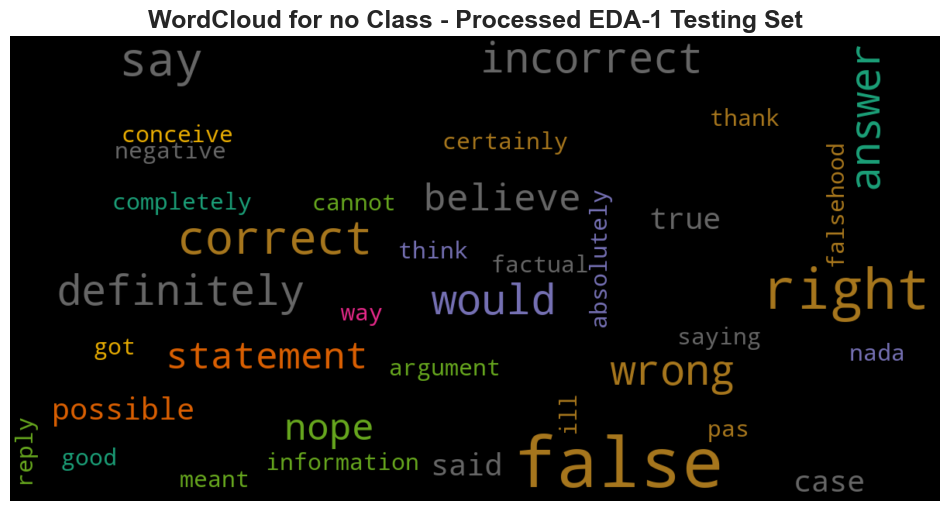 WordCloud for no Class - Processed EDA-1 Testing Set
say
incorrect
answer
thank
conceive
certainly
negative
falsehood
completely
cannot
believe
absolutely
true
correct
think
factual
definitely
would
right
way
saying
got
statement
argument
wrong
nada
possible
ill
nope
pas
reply
good
information
said
false
meant
case